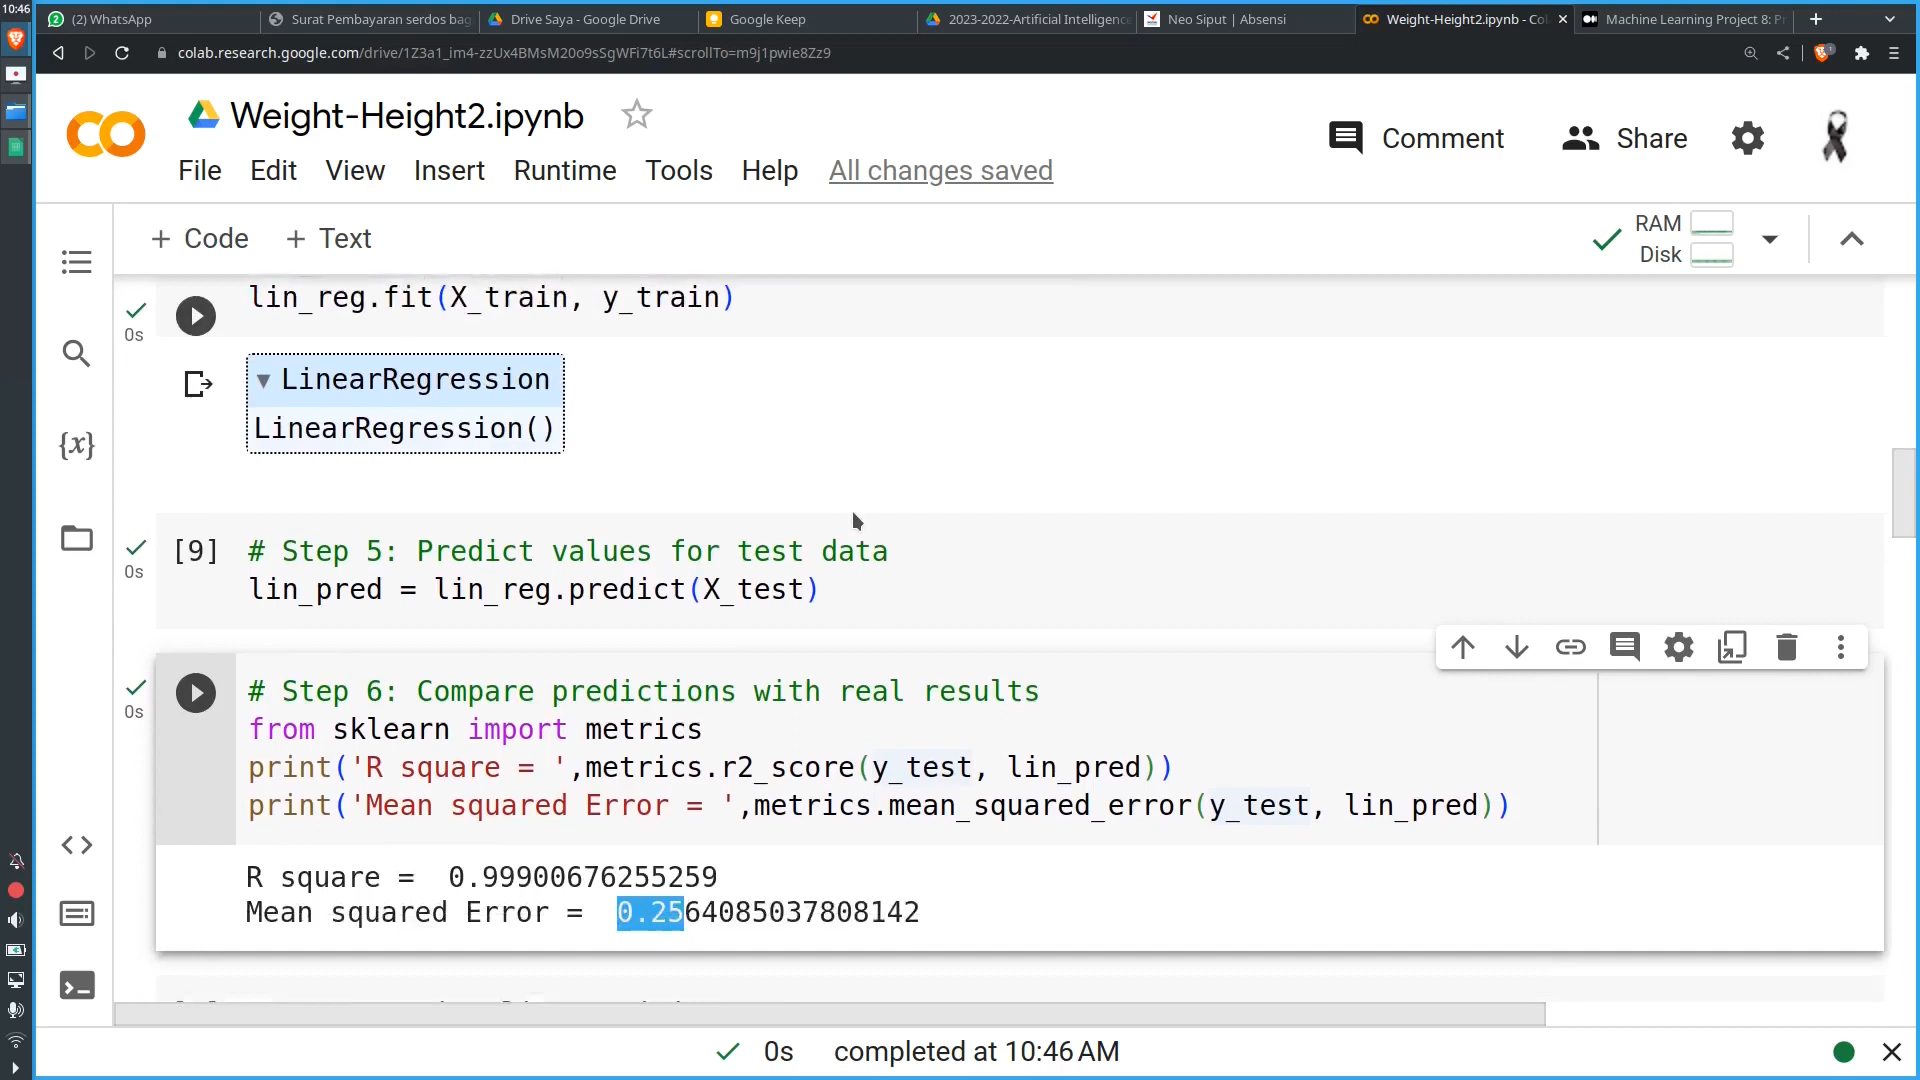 10:46
(2) WhatsApp
Surat Pembayaran serdos bag
Drive Saya - Google Drive
Google Keep
2023-2022-Artificial Intelligence
Neo Siput | Absensi
Weight-Height2.ipynb - Col
Machine Learning Project 8: Pr
colab.research.google.com/drive/1Z3a1_im4-zzUx4BMsM20o9sSgWFi7t6L#scrollTo=m9j1pwie8Zz9
Weight-Height2.ipynb
Comment
Share
File Edit View Insert Runtime Tools Help All changes saved
+ Code + Text
RAM
Disk
lin_reg.fit(X_train, y_train)
0s
LinearRegression
LinearRegression()
{x}
[9] # Step 5: Predict values for test data
0s
lin_pred = lin_reg.predict(X_test)
# Step 6: Compare predictions with real results
0s
from sklearn import metrics
print('R square = ',metrics.r2_score(y_test, lin_pred))
print('Mean squared Error = ',metrics.mean_squared_error(y_test, lin_pred))
R square =  0.99900676255259
Mean squared Error =  0.2564085037808142
0s completed at 10:46 AM